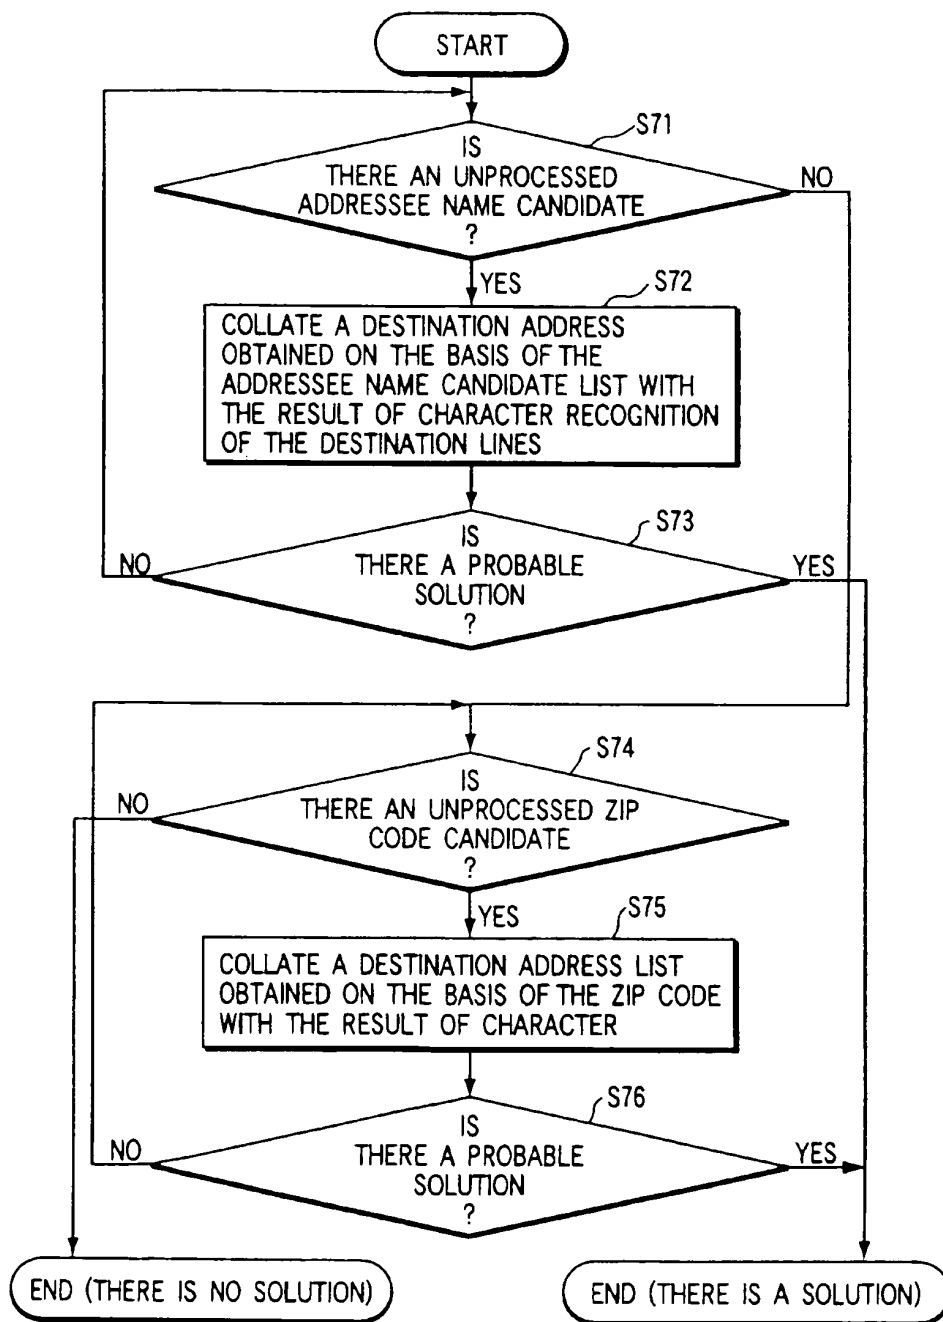 START
S71
IS
THERE AN UNPROCESSED
ADDRESSEE NAME CANDIDATE
?
NO
YES
S72
COLLATE A DESTINATION ADDRESS
OBTAINED ON THE BASIS OF THE
ADDRESSEE NAME CANDIDATE LIST WITH
THE RESULT OF CHARACTER RECOGNITION
OF THE DESTINATION LINES
S73
IS
THERE A PROBABLE
SOLUTION
?
NO
YES
S74
IS
THERE AN UNPROCESSED ZIP
CODE CANDIDATE
?
NO
YES
S75
COLLATE A DESTINATION ADDRESS LIST
OBTAINED ON THE BASIS OF THE ZIP CODE
WITH THE RESULT OF CHARACTER
S76
IS
THERE A PROBABLE
SOLUTION
?
NO
YES
END (THERE IS NO SOLUTION)
END (THERE IS A SOLUTION)